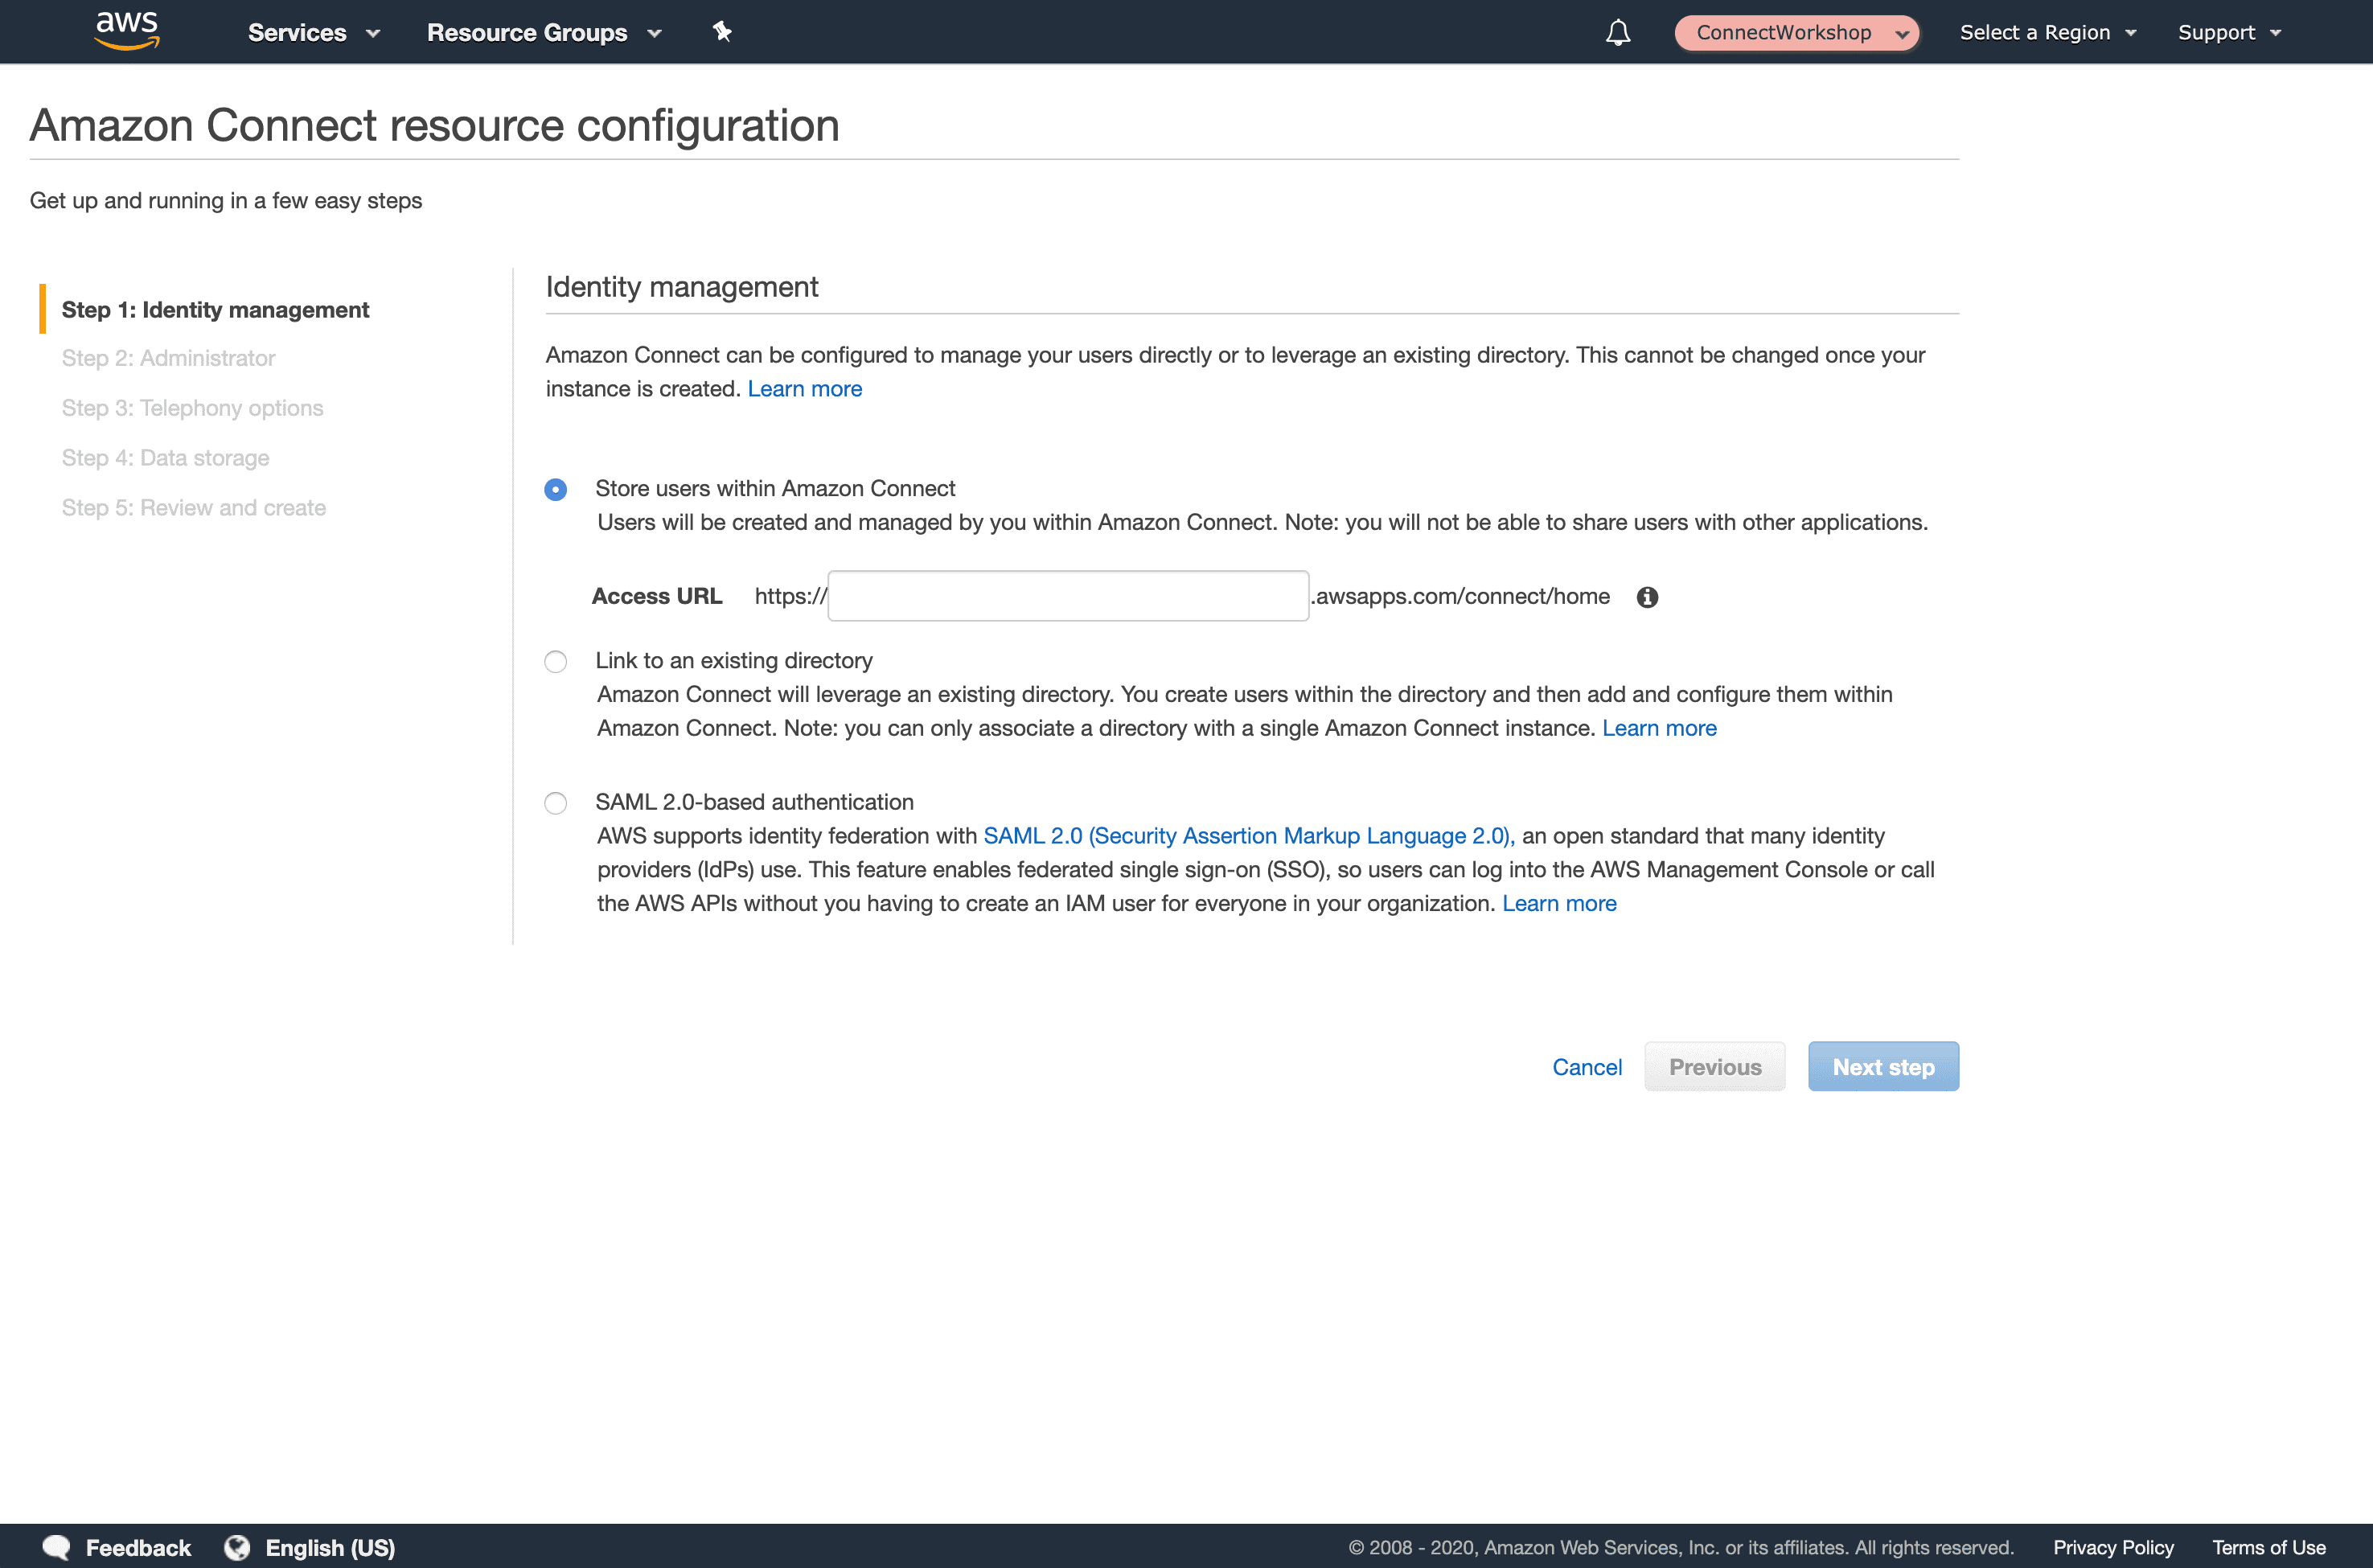 aws Services Resource Groups ConnectWorkshop Select a Region Support
Amazon Connect resource configuration
Get up and running in a few easy steps
Step 1: Identity management
Step 2: Administrator
Step 3: Telephony options
Step 4: Data storage
Step 5: Review and create
Identity management
Amazon Connect can be configured to manage your users directly or to leverage an existing directory. This cannot be changed once your
instance is created. Learn more
Store users within Amazon Connect
Users will be created and managed by you within Amazon Connect. Note: you will not be able to share users with other applications.
Access URL https:// .awsapps.com/connect/home
Link to an existing directory
Amazon Connect will leverage an existing directory. You create users within the directory and then add and configure them within
Amazon Connect. Note: you can only associate a directory with a single Amazon Connect instance. Learn more
SAML 2.0-based authentication
AWS supports identity federation with SAML 2.0 (Security Assertion Markup Language 2.0), an open standard that many identity
providers (IdPs) use. This feature enables federated single sign-on (SSO), so users can log into the AWS Management Console or call
the AWS APIs without you having to create an IAM user for everyone in your organization. Learn more
Cancel Previous Next step
Feedback English (US) © 2008 - 2020, Amazon Web Services, Inc. or its affiliates. All rights reserved. Privacy Policy Terms of Use